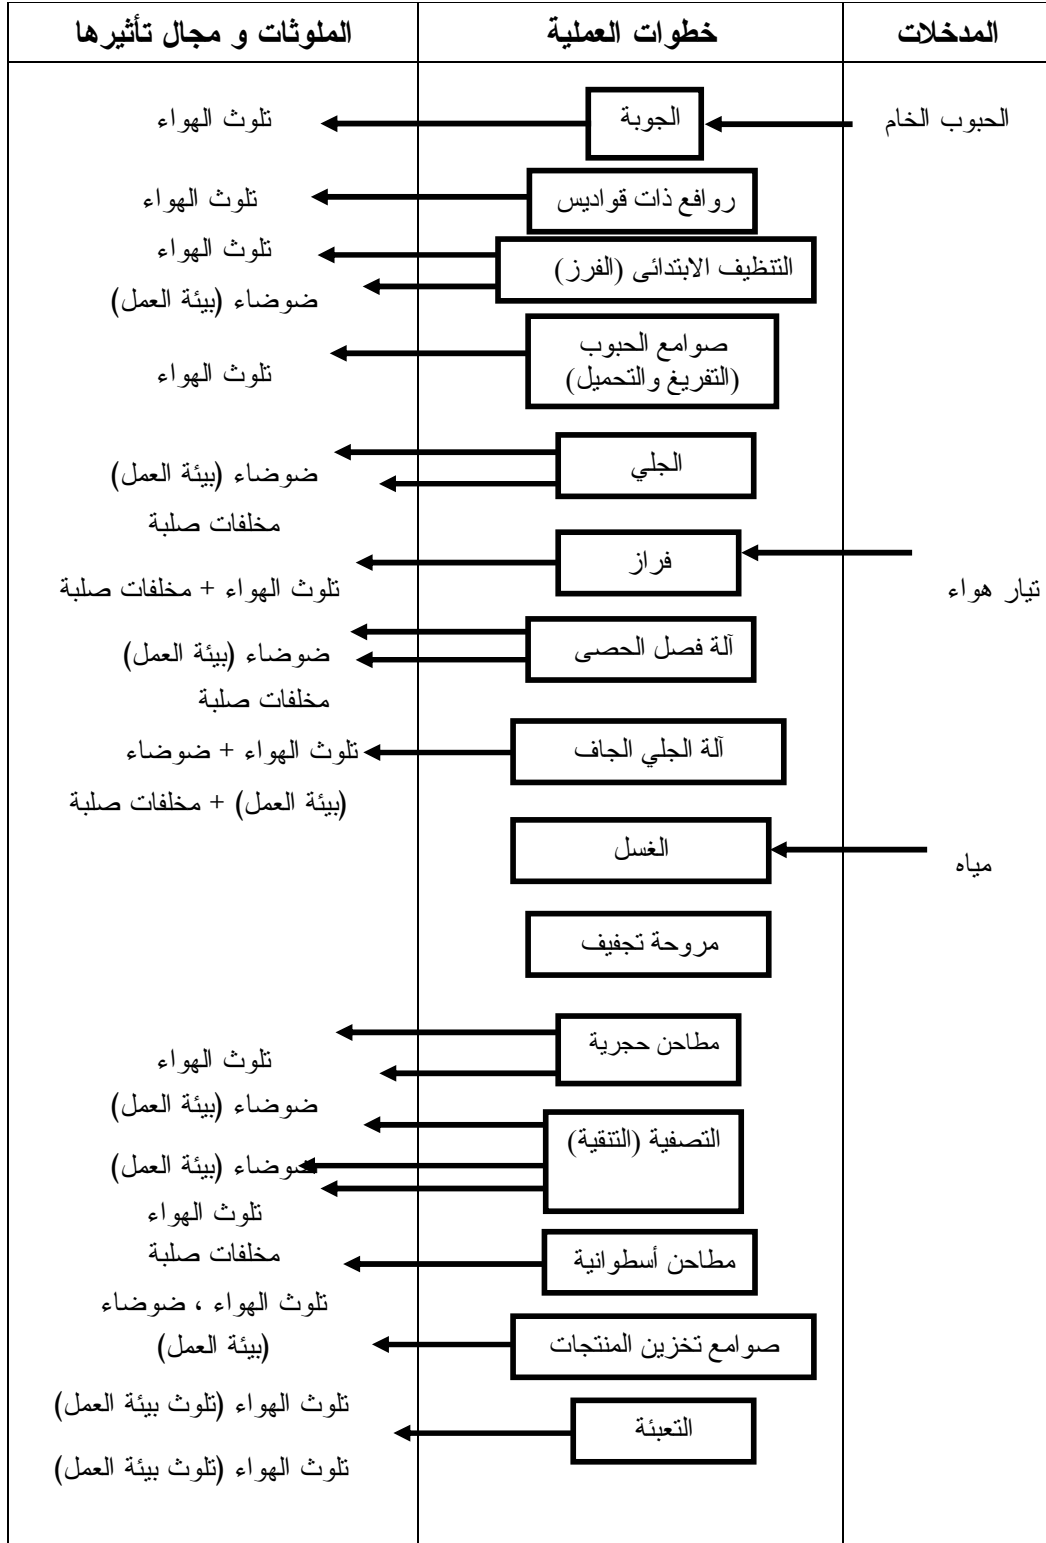 المدخلات
خطوات العملية
الملوثات و مجال تأثيرها
الحبوب الخام
الجوبة
تلوث الهواء
روافع ذات قواديس
تلوث الهواء
التنظيف الابتدائى (الفرز)
تلوث الهواء
ضوضاء (بيئة العمل)
صوامع الحبوب
(التفريغ والتحميل)
تلوث الهواء
الجلي
ضوضاء (بيئة العمل)
مخلفات صلبة
تيار هواء
فراز
تلوث الهواء + مخلفات صلبة
آلة فصل الحصى
ضوضاء (بيئة العمل)
مخلفات صلبة
آلة الجلي الجاف
تلوث الهواء + ضوضاء
(بيئة العمل) + مخلفات صلبة
مياه
الغسل
مروحة تجفيف
مطاحن حجرية
تلوث الهواء
ضوضاء (بيئة العمل)
التصفية (التنقية)
ضوضاء (بيئة العمل)
تلوث الهواء
مخلفات صلبة
مطاحن أسطوانية
تلوث الهواء ، ضوضاء
(بيئة العمل)
صوامع تخزين المنتجات
تلوث الهواء (تلوث بيئة العمل)
التعبئة
تلوث الهواء (تلوث بيئة العمل)